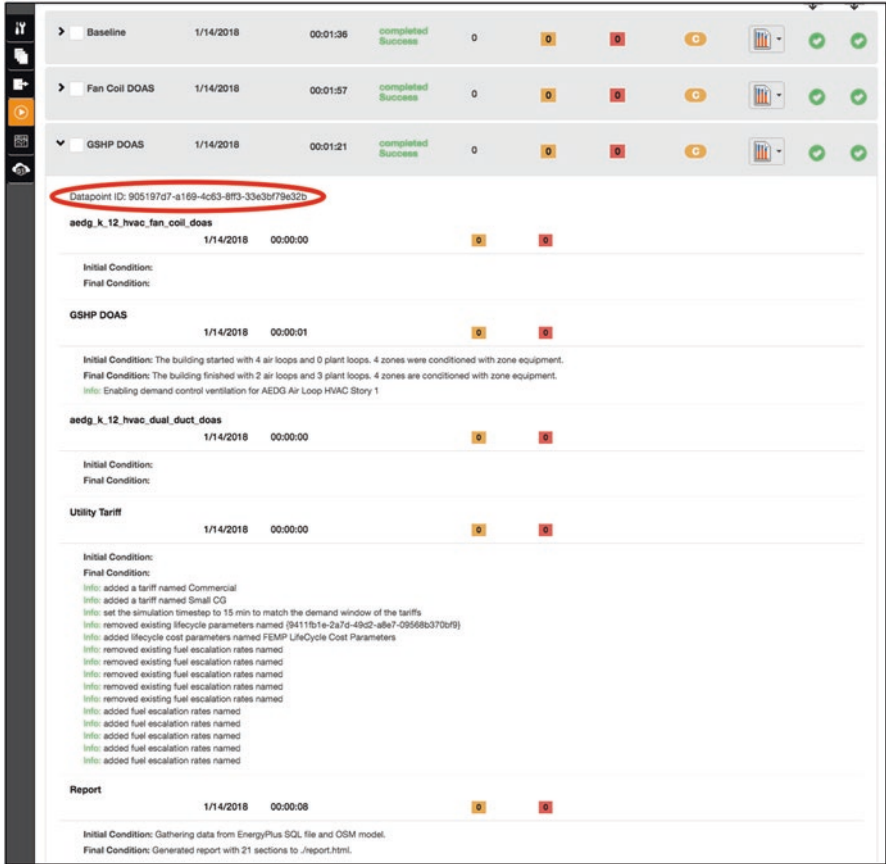 Baseline 1/14/2018 00:01:36 completed Success 0 0 0 C
Fan Coil DOAS 1/14/2018 00:01:57 completed Success 0 0 0 C
GSHP DOAS 1/14/2018 00:01:21 completed Success 0 0 0 C
Datapoint ID: 905197d7-a169-4c63-8ff3-33e3bf79e32b
aedg_k_12_hvac_fan_coil_doas
1/14/2018 00:00:00 0 0
Initial Condition:
Final Condition:
GSHP DOAS
1/14/2018 00:00:01 0 0
Initial Condition: The building started with 4 air loops and 0 plant loops. 4 zones were conditioned with zone equipment.
Final Condition: The building finished with 2 air loops and 3 plant loops. 4 zones are conditioned with zone equipment.
Info: Enabling demand control ventilation for AEDG Air Loop HVAC Story 1
aedg_k_12_hvac_dual_duct_doas
1/14/2018 00:00:00 0 0
Initial Condition:
Final Condition:
Utility Tariff
1/14/2018 00:00:00 0 0
Initial Condition:
Final Condition:
Info: added a tariff named Commercial
Info: added a tariff named Small CG
Info: set the simulation timestep to 15 min to match the demand window of the tariffs
Info: removed existing lifecycle parameters named {9411fb1e-2a7d-49d2-a8e7-09568b370bf9}
Info: added lifecycle cost parameters named FEMP LifeCycle Cost Parameters
Info: removed existing fuel escalation rates named
Info: removed existing fuel escalation rates named
Info: removed existing fuel escalation rates named
Info: removed existing fuel escalation rates named
Info: removed existing fuel escalation rates named
Info: added fuel escalation rates named
Info: added fuel escalation rates named
Info: added fuel escalation rates named
Info: added fuel escalation rates named
Info: added fuel escalation rates named
Report
1/14/2018 00:00:08 0 0
Initial Condition: Gathering data from EnergyPlus SQL file and OSM model.
Final Condition: Generated report with 21 sections to ./report.html.